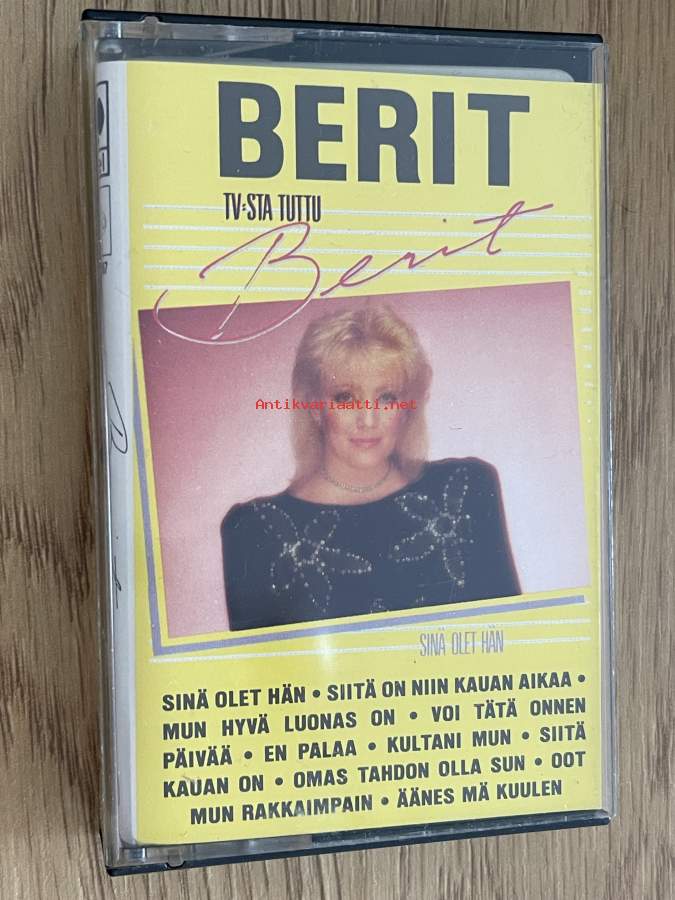 BERIT
TV:STA TUTTU
Berit
Antikvariaatti.net
SINÄ OLET HÄN
SINÄ OLET HÄN • SIITÄ ON NIIN KAUAN AIKAA •
MUN HYVÄ LUONAS ON • VOI TÄTÄ ONNEN
PÄIVÄÄ • EN PALAA • KULTANI MUN • SIITÄ
KAUAN ON • OMAS TAHDON OLLA SUN • OOT
MUN RAKKAIMPAIN • ÄÄNES MÄ KUULEN